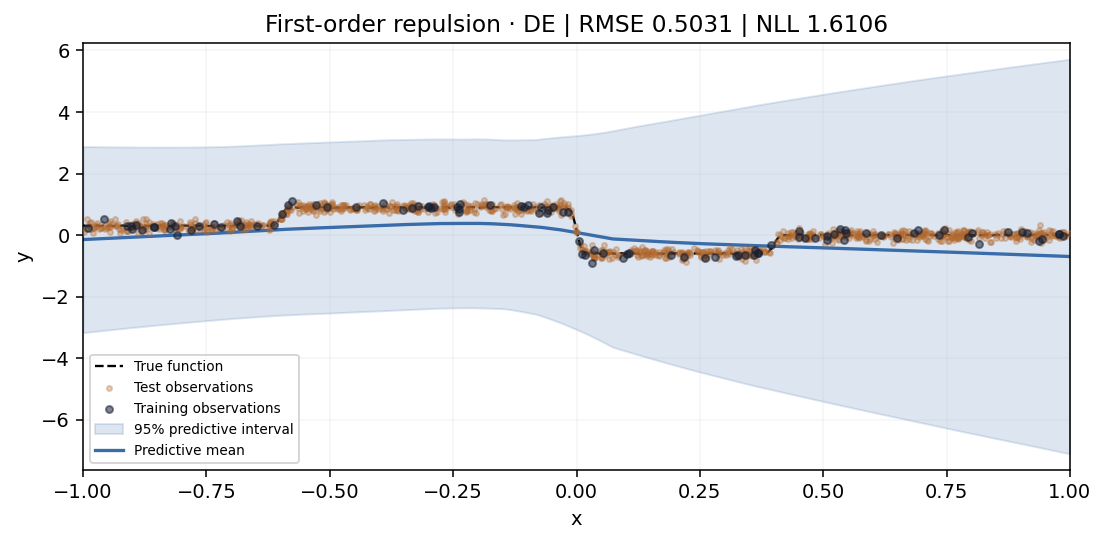 First-order repulsion · DE | RMSE 0.5031 | NLL 1.6106
y
6
4
2
0
−2
−4
−6
True function
Test observations
Training observations
95% predictive interval
Predictive mean
−1.00 −0.75 −0.50 −0.25 0.00 0.25 0.50 0.75 1.00
x